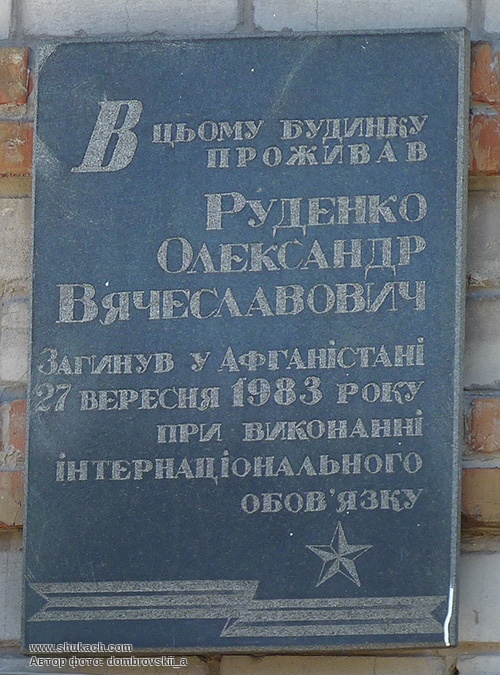 В ЦЬОМУ БУДИНКУ
ПРОЖИВАВ
РУДЕНКО
ОЛЕКСАНДР
ВЯЧЕСЛАВОВИЧ
ЗАГИНУВ У АФГАНІСТАНІ
27 ВЕРЕСНЯ 1983 РОКУ
ПРИ ВИКОНАННІ
ІНТЕРНАЦІОНАЛЬНОГО
ОБОВ'ЯЗКУ
www.shukach.com
Автор фото: dombrovskii_a